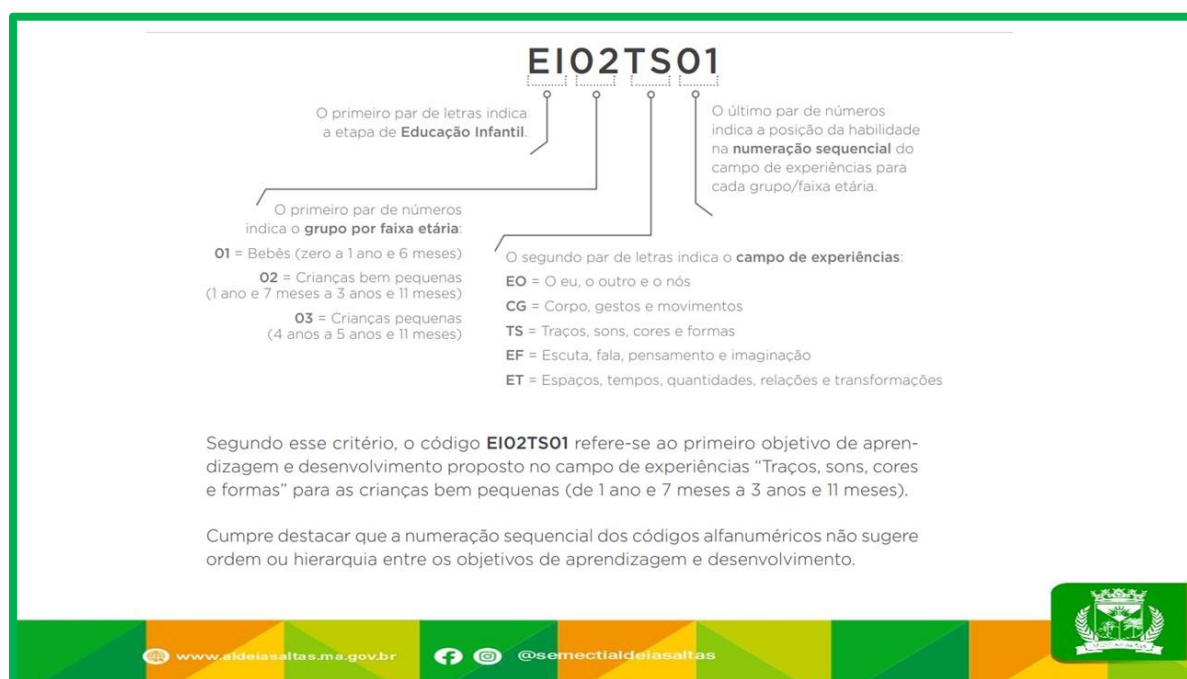 EI02TS01
O primeiro par de letras indica
a etapa de Educação Infantil.
O último par de números
indica a posição da habilidade
na numeração sequencial do
campo de experiências para
cada grupo/faixa etária.
O primeiro par de números
indica o grupo por faixa etária:
01 = Bebês (zero a 1 ano e 6 meses)
02 = Crianças bem pequenas
(1 ano e 7 meses a 3 anos e 11 meses)
03 = Crianças pequenas
(4 anos a 5 anos e 11 meses)
O segundo par de letras indica o campo de experiências:
EO = O eu, o outro e o nós
CG = Corpo, gestos e movimentos
TS = Traços, sons, cores e formas
EF = Escuta, fala, pensamento e imaginação
ET = Espaços, tempos, quantidades, relações e transformações
Segundo esse critério, o código EI02TS01 refere-se ao primeiro objetivo de apren-
dizagem e desenvolvimento proposto no campo de experiências “Traços, sons, cores
e formas” para as crianças bem pequenas (de 1 ano e 7 meses a 3 anos e 11 meses).
Cumpre destacar que a numeração sequencial dos códigos alfanuméricos não sugere
ordem ou hierarquia entre os objetivos de aprendizagem e desenvolvimento.
www.aldeiasaltas.ma.gov.br
@semectialdeiasaltas